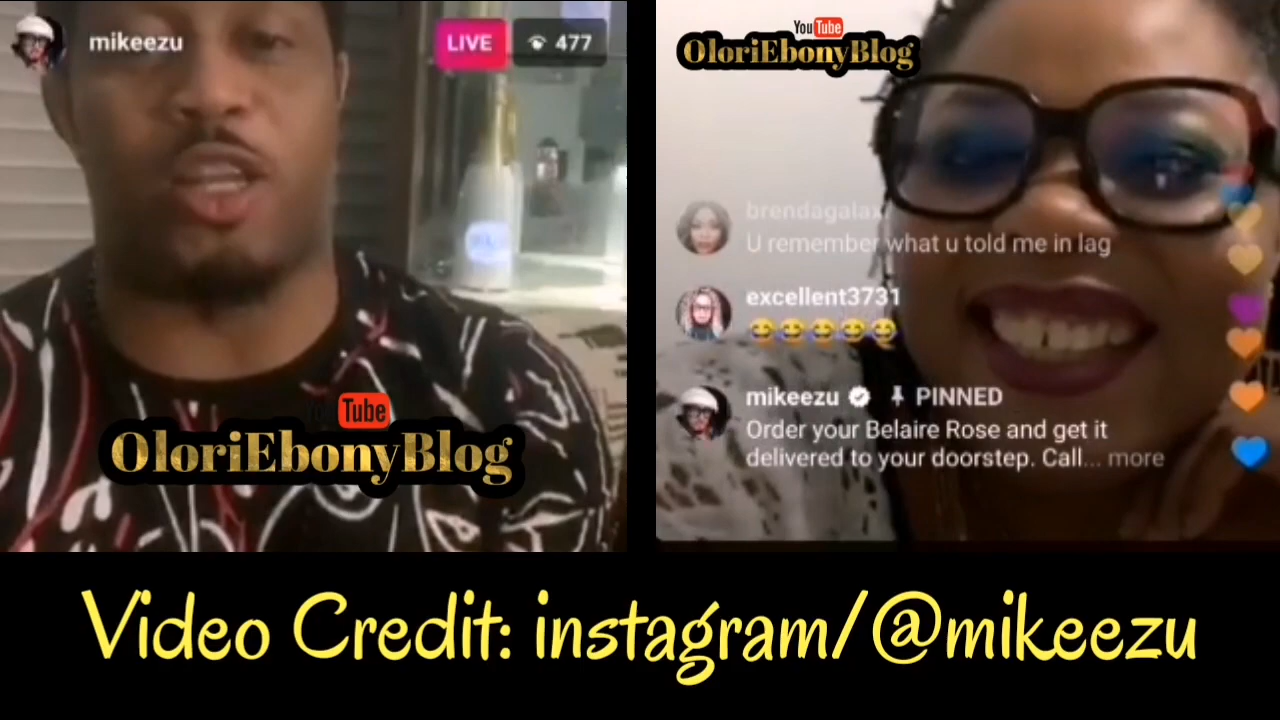 mikeezu
LIVE
477
YouTube
OloriEbonyBlog
YouTube
OloriEbonyBlog
brendagalax
U remember what u told me in lag
excellent3731
mikeezu PINNED
Order your Belaire Rose and get it
delivered to your doorstep. Call... more
Video Credit: instagram/@mikeezu